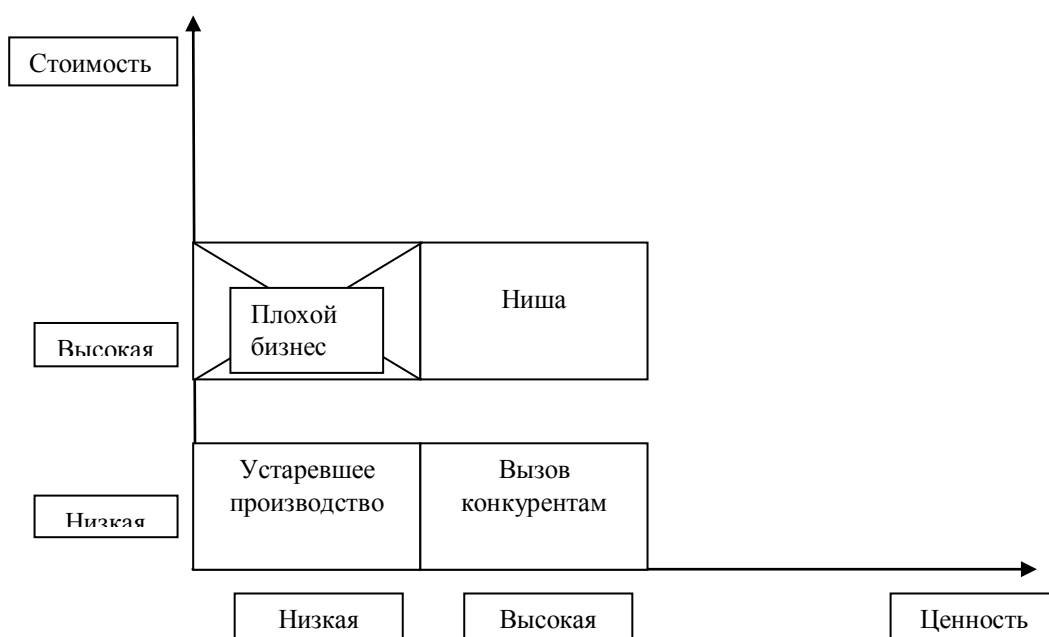 Стоимость
Плохой
бизнес
Ниша
Высокая
Устаревшее
производство
Вызов
конкурентам
Низкая
Низкая
Высокая
Ценность